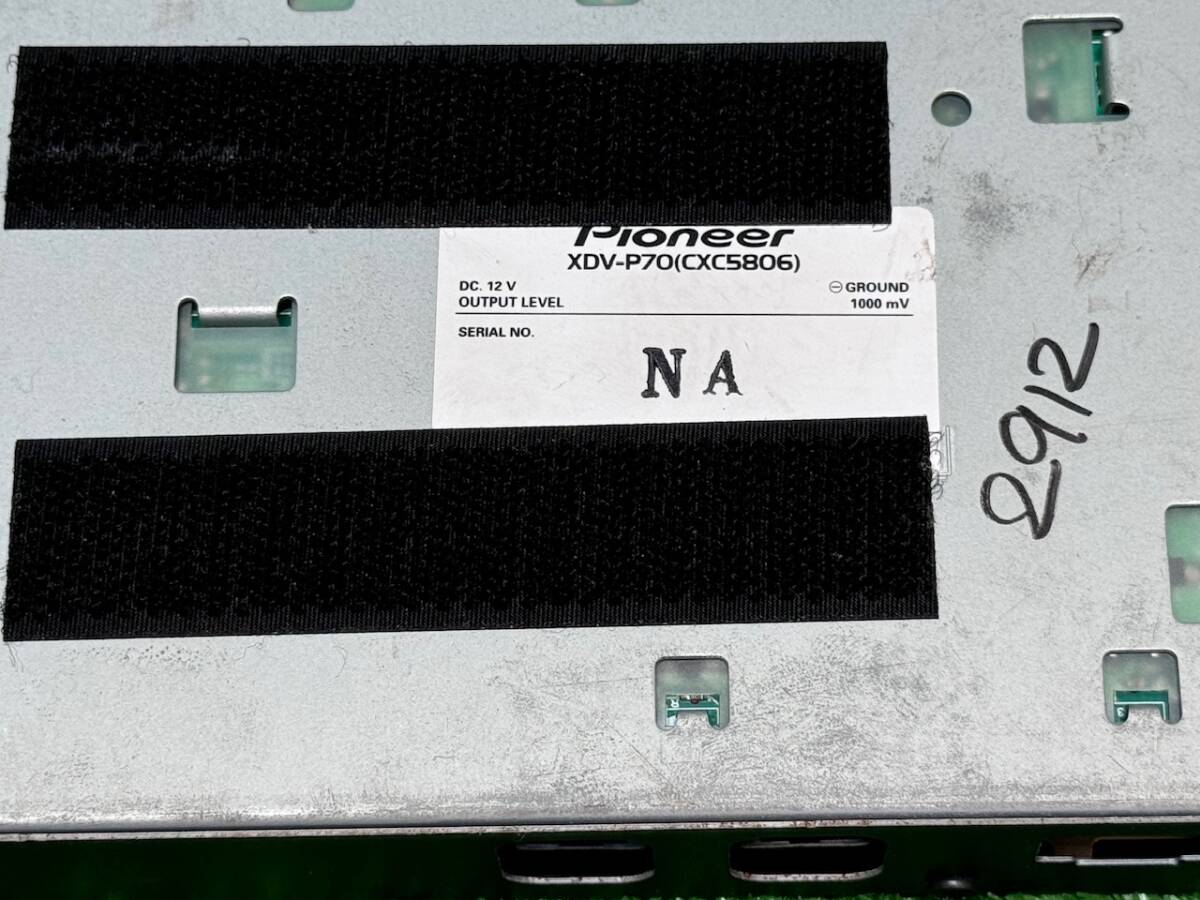 Pioneer
XDV-P70(CXC5806)
DC. 12 V ⊖ GROUND
OUTPUT LEVEL 1000 mV
SERIAL NO.
NA
2912